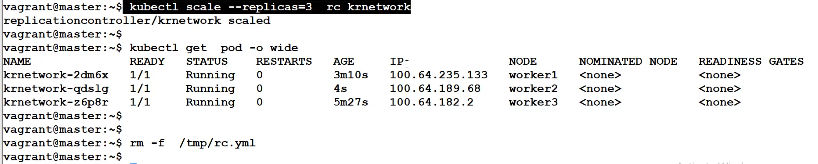 vagrant@master:~$ kubectl scale --replicas=3 rc krnetwork
replicationcontroller/krnetwork scaled
vagrant@master:~$
vagrant@master:~$ kubectl get pod -o wide
NAME READY STATUS RESTARTS AGE IP- NODE NOMINATED NODE READINESS GATES
krnetwork-2dm6x 1/1 Running 0 3m10s 100.64.235.133 worker1 <none> <none>
krnetwork-qdslg 1/1 Running 0 4s 100.64.189.68 worker2 <none> <none>
krnetwork-z6p8r 1/1 Running 0 5m27s 100.64.182.2 worker3 <none> <none>
vagrant@master:~$
vagrant@master:~$
vagrant@master:~$ rm -f /tmp/rc.yml
vagrant@master:~$